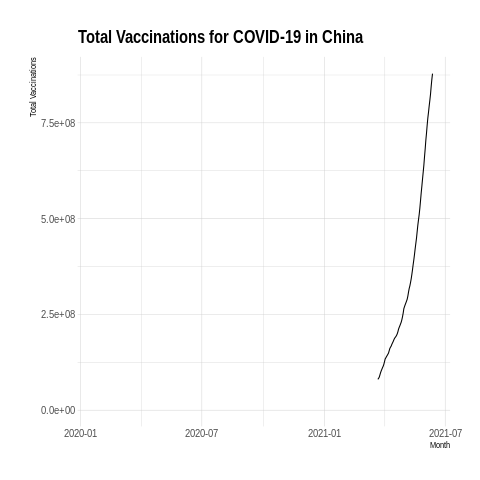 Total Vaccinations for COVID-19 in China
Total Vaccinations
7.5e+08
5.0e+08
2.5e+08
0.0e+00
2020-01 2020-07 2021-01 2021-07
Month